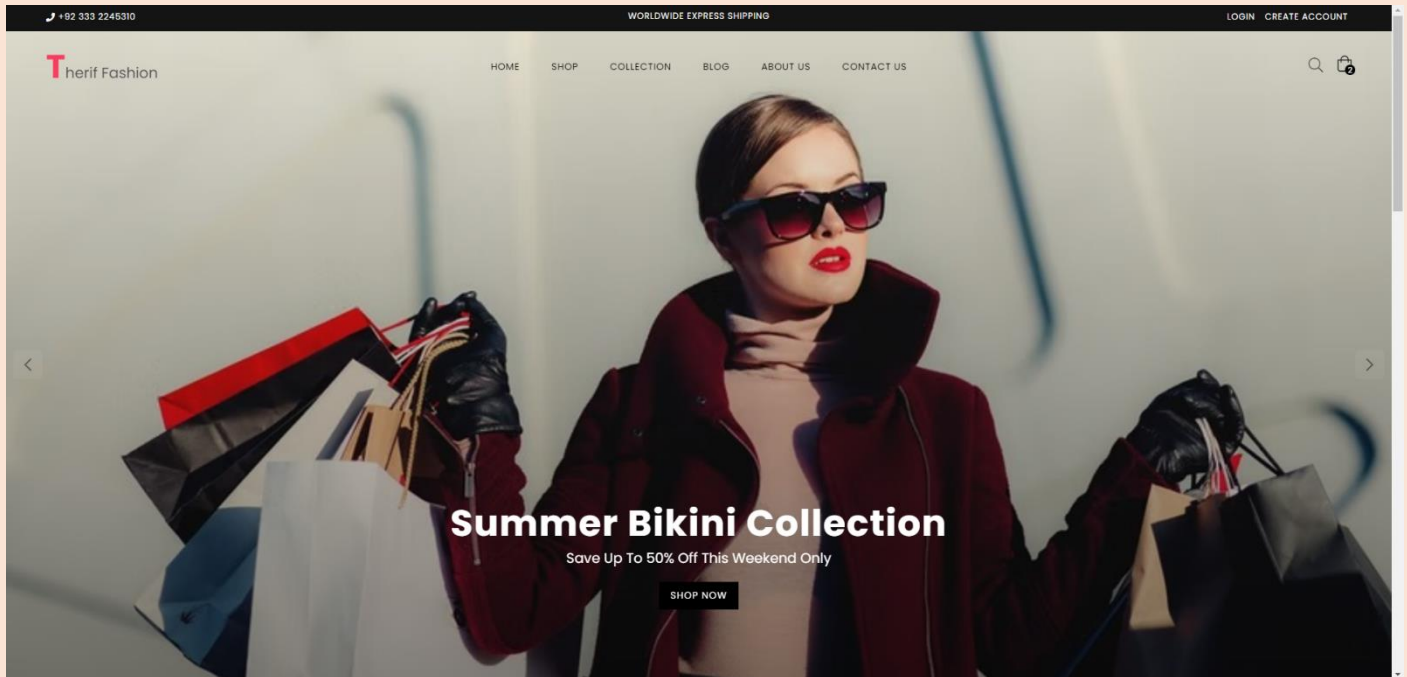 +92 333 2245310
WORLDWIDE EXPRESS SHIPPING
LOGIN CREATE ACCOUNT
Therif Fashion
HOME SHOP COLLECTION BLOG ABOUT US CONTACT US
2
Summer Bikini Collection
Save Up To 50% Off This Weekend Only
SHOP NOW